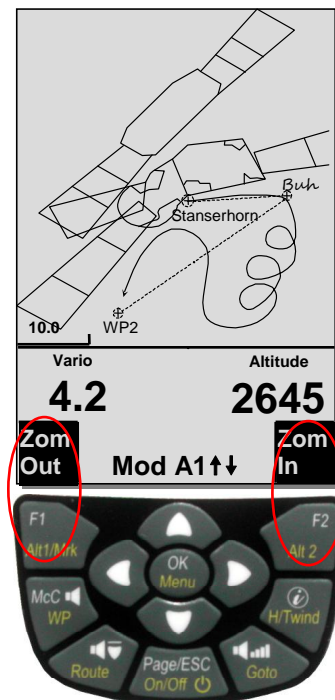 Buh
Stanserhorn
WP2
10.0
Vario Altitude
4.2 2645
Zom Out Mod A1↑↓ Zom In
F1 F2
Alt1/Mrk Alt 2
OK
Menu
McC
WP
H/Twind
Route
Page/ESC
On/Off
Goto